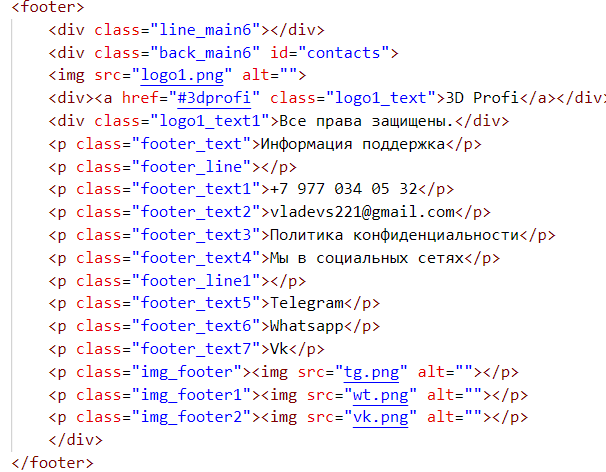 <footer>
<div class="line_main6"></div>
<div class="back_main6" id="contacts">
<img src="logo1.png" alt="">
<div><a href="#3dprofi" class="logo1_text">3D Profi</a></div>
<div class="logo1_text1">Все права защищены.</div>
<p class="footer_text">Информация поддержка</p>
<p class="footer_line"></p>
<p class="footer_text1">+7 977 034 05 32</p>
<p class="footer_text2">vladevs221@gmail.com</p>
<p class="footer_text3">Политика конфиденциальности</p>
<p class="footer_text4">Мы в социальных сетях</p>
<p class="footer_line1"></p>
<p class="footer_text5">Telegram</p>
<p class="footer_text6">Whatsapp</p>
<p class="footer_text7">Vk</p>
<p class="img_footer"><img src="tg.png" alt=""></p>
<p class="img_footer1"><img src="wt.png" alt=""></p>
<p class="img_footer2"><img src="vk.png" alt=""></p>
</div>
</footer>